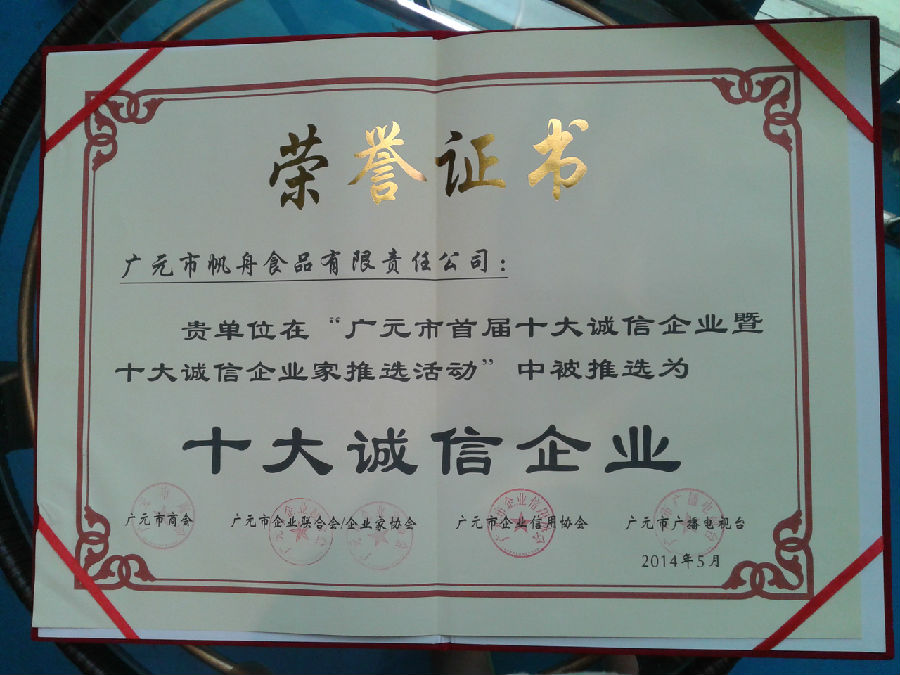 荣誉证书
广元市帆舟食品有限责任公司：
贵单位在“广元市首届十大诚信企业暨
十大诚信企业家推选活动”中被推选为
十大诚信企业
广元市商会 广元市企业联合会/企业家协会 广元市企业信用协会 广元市广播电视台
2014年5月